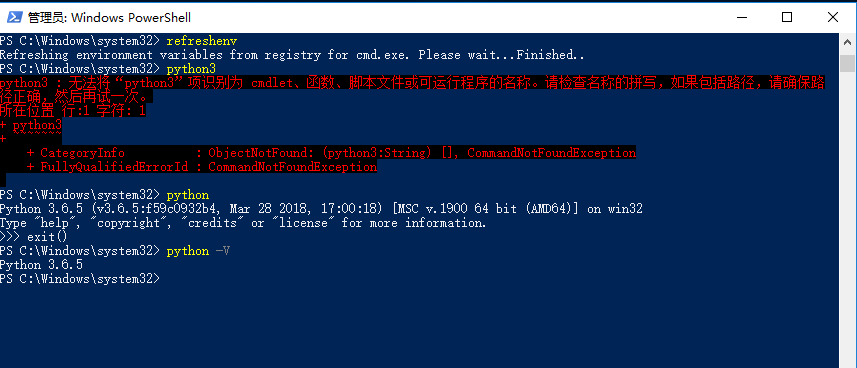 管理员: Windows PowerShell
PS C:\Windows\system32> refreshenv
Refreshing environment variables from registry for cmd.exe. Please wait...Finished..
PS C:\Windows\system32> python3
python3 : 无法将“python3”项识别为 cmdlet、函数、脚本文件或可运行程序的名称。请检查名称的拼写，如果包括路径，请确保路
径正确，然后再试一次。
所在位置 行:1 字符: 1
+ python3
+ ~~~~~~~
    + CategoryInfo          : ObjectNotFound: (python3:String) [], CommandNotFoundException
    + FullyQualifiedErrorId : CommandNotFoundException
PS C:\Windows\system32> python
Python 3.6.5 (v3.6.5:f59c0932b4, Mar 28 2018, 17:00:18) [MSC v.1900 64 bit (AMD64)] on win32
Type "help", "copyright", "credits" or "license" for more information.
>>> exit()
PS C:\Windows\system32> python -V
Python 3.6.5
PS C:\Windows\system32>